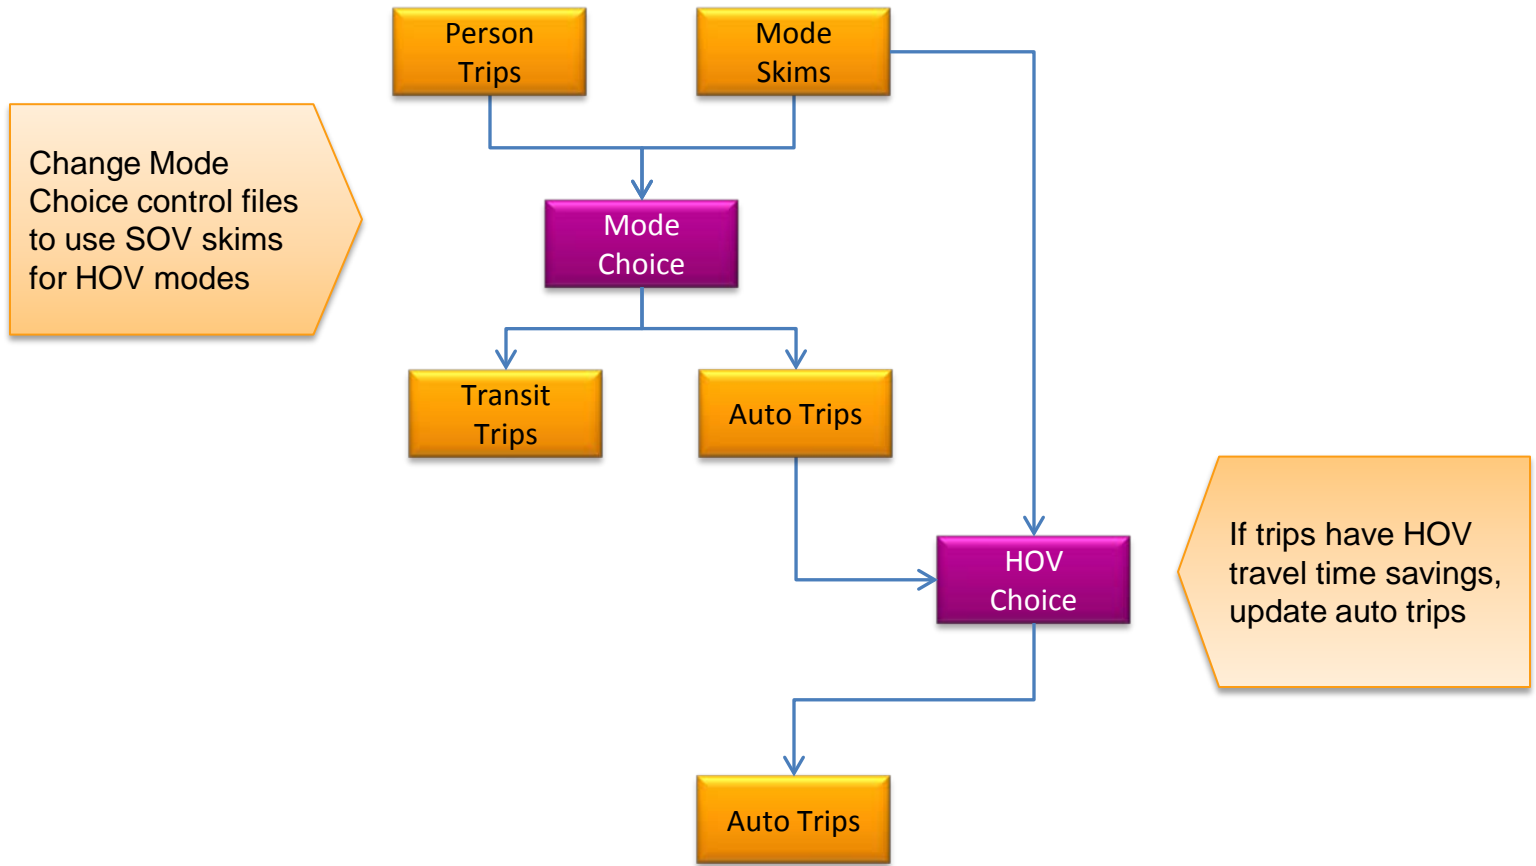 Person
Trips
Mode
Skims
Change Mode
Choice control files
to use SOV skims
for HOV modes
Mode
Choice
Transit
Trips
Auto Trips
HOV
Choice
If trips have HOV
travel time savings,
update auto trips
Auto Trips